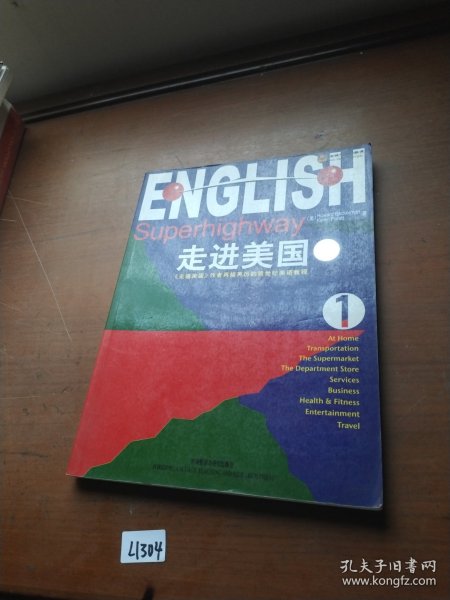 ENGLISH
Superhighway
走进美国
1
At Home
Transportation
The Supermarket
The Department Store
Services
Business
Health & Fitness
Entertainment
Travel
L1304
孔夫子旧书网
www.kongfz.com